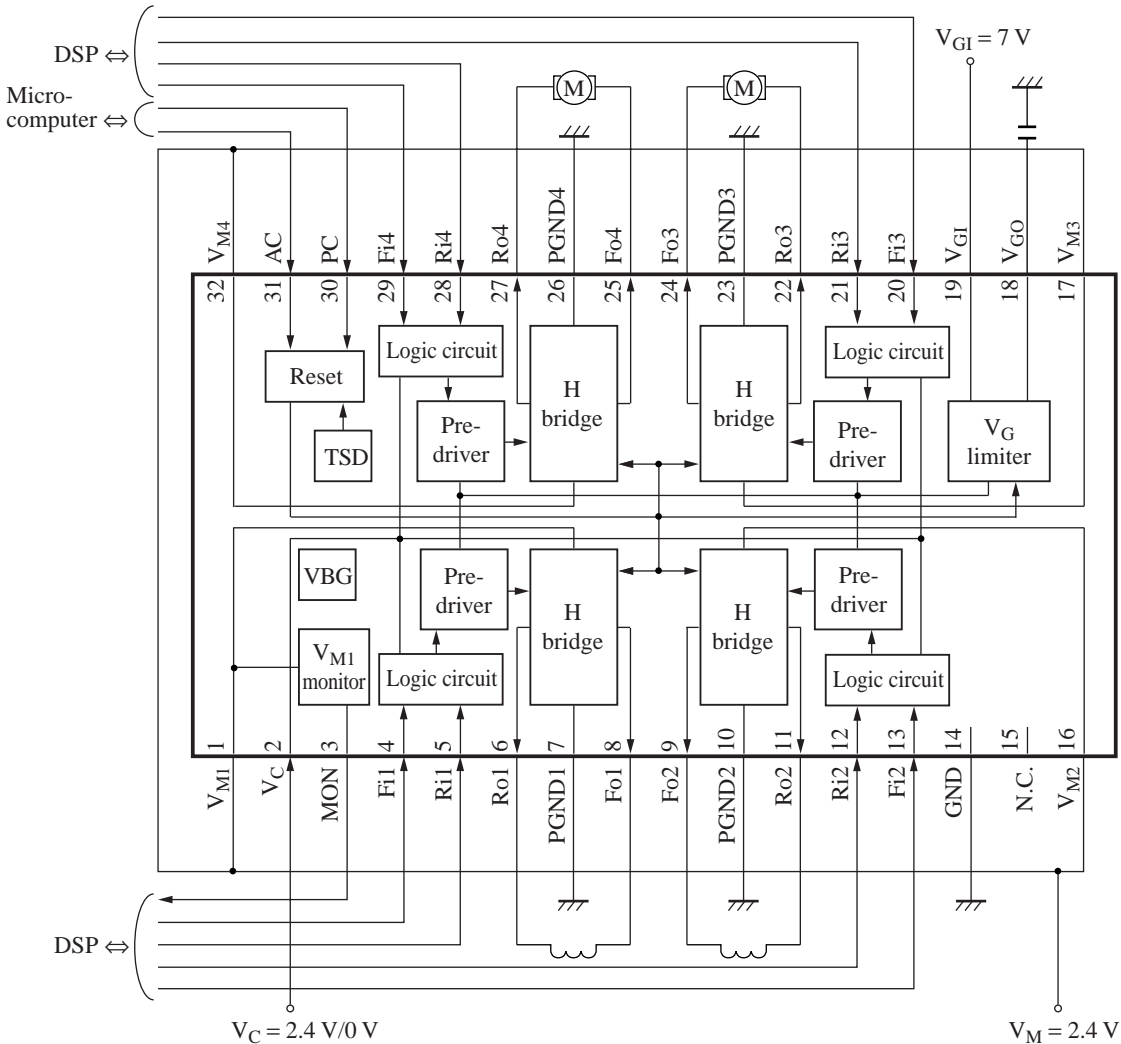 DSP ⇔
Micro-
computer ⇔
V_GI = 7 V
M
M
V_M4
AC
PC
Fi4
Ri4
Ro4
PGND4
Fo4
Fo3
PGND3
Ro3
Ri3
Fi3
V_GI
V_GO
V_M3
32
31
30
29
28
27
26
25
24
23
22
21
20
19
18
17
Reset
TSD
Logic circuit
Pre-
driver
H
bridge
H
bridge
Logic circuit
Pre-
driver
V_G
limiter
VBG
V_M1
monitor
Pre-
driver
Logic circuit
H
bridge
H
bridge
Pre-
driver
Logic circuit
1
2
3
4
5
6
7
8
9
10
11
12
13
14
15
16
V_M1
V_C
MON
Fi1
Ri1
Ro1
PGND1
Fo1
Fo2
PGND2
Ro2
Ri2
Fi2
GND
N.C.
V_M2
DSP ⇔
V_C = 2.4 V/0 V
V_M = 2.4 V